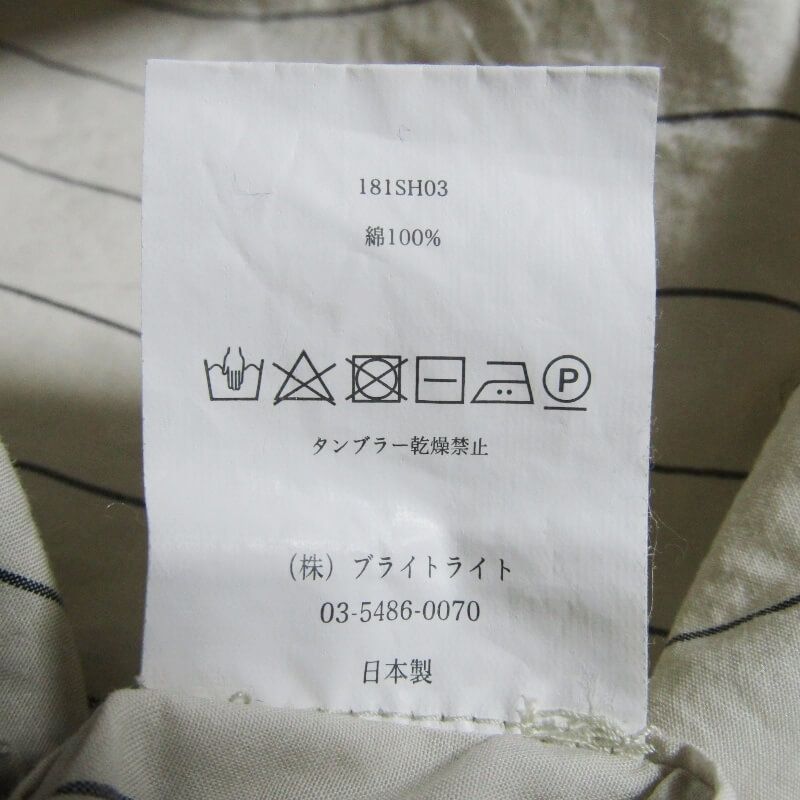 181SH03
綿100%
P
タンブラー乾燥禁止
(株) ブライトライト
03-5486-0070
日本製